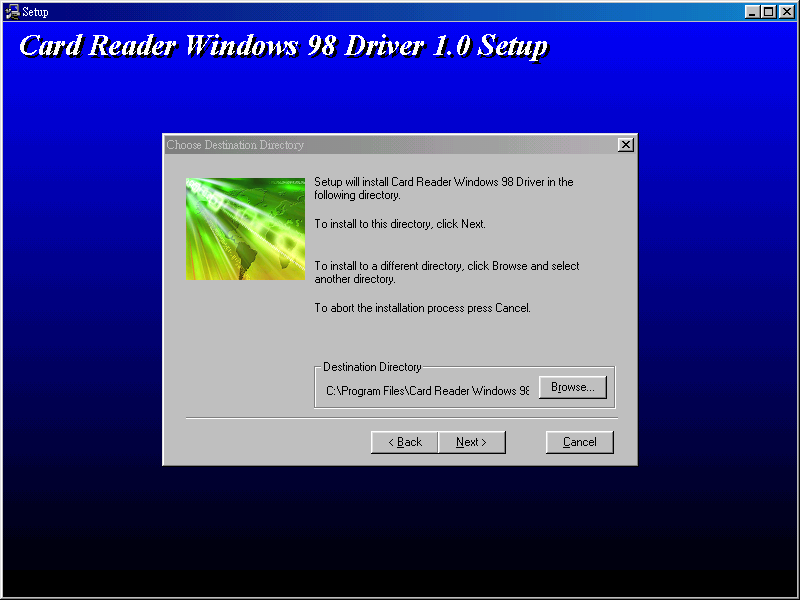 Setup
Card Reader Windows 98 Driver 1.0 Setup
Choose Destination Directory
Setup will install Card Reader Windows 98 Driver in the
following directory.
To install to this directory, click Next.
To install to a different directory, click Browse and select
another directory.
To abort the installation process press Cancel.
Destination Directory
C:\Program Files\Card Reader Windows 98
Browse...
< Back
Next >
Cancel